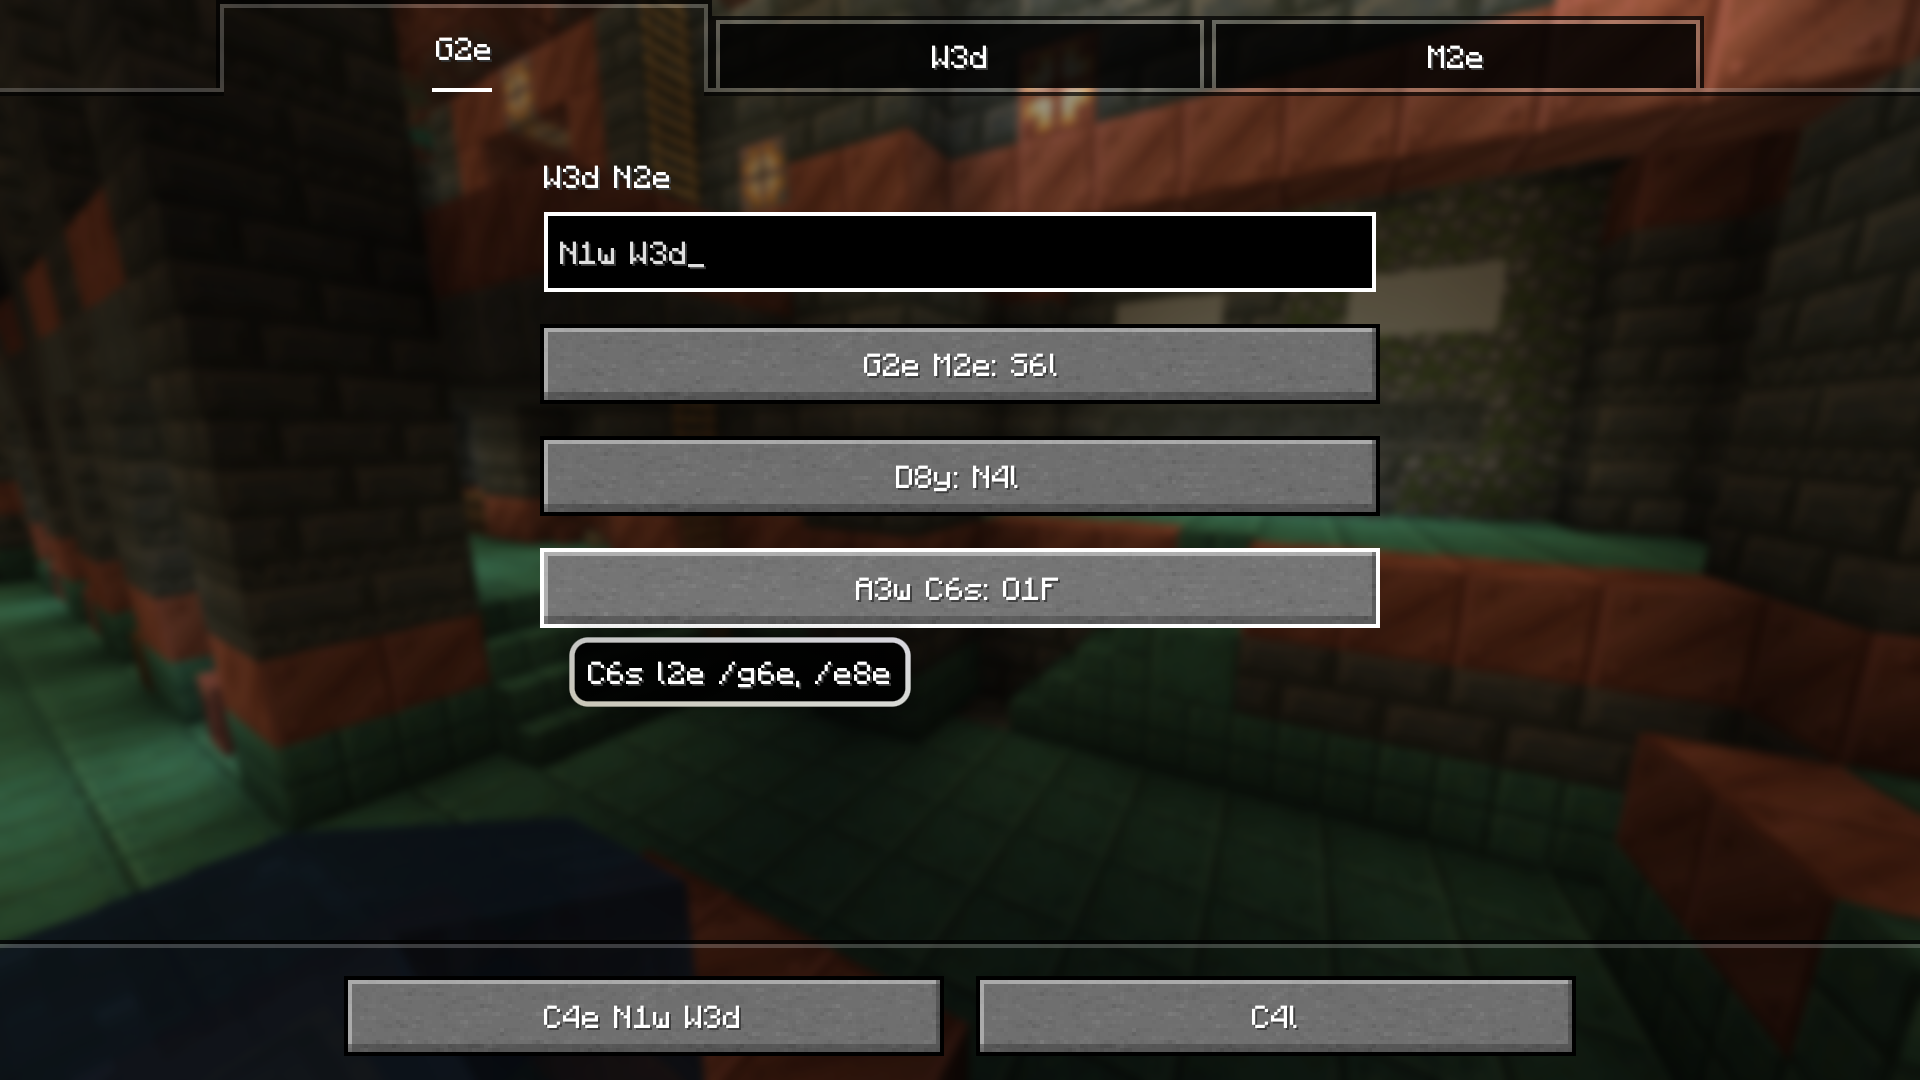 G2e
W3d
M2e
W3d N2e
N1w W3d_
G2e M2e: S6l
D8y: N4l
A3w C6s: O1F
C6s l2e /g6e, /e8e
C4e N1w W3d
C4l